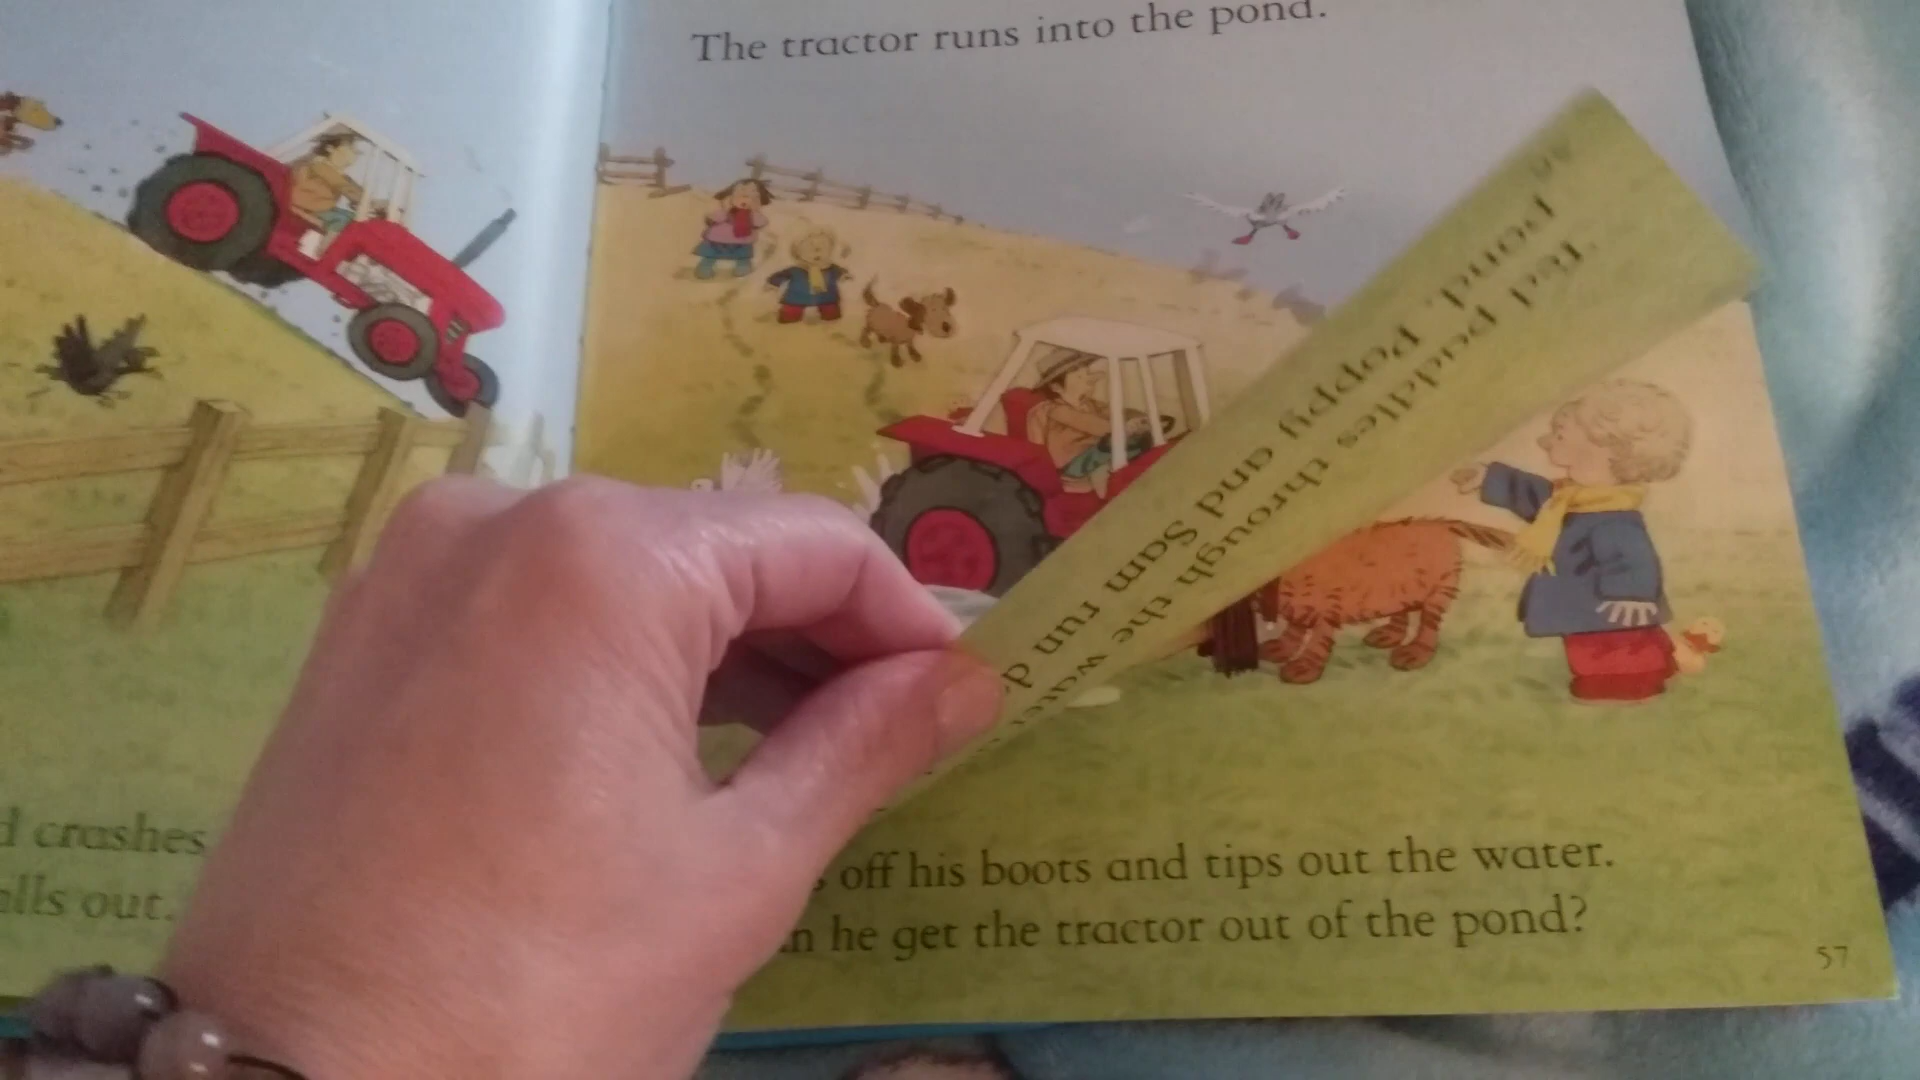 The tractor runs into the pond.
Ted paddles through the water
pond. Poppy and Sam run
crashes
out.
off his boots and tips out the water.
he get the tractor out of the pond?
57